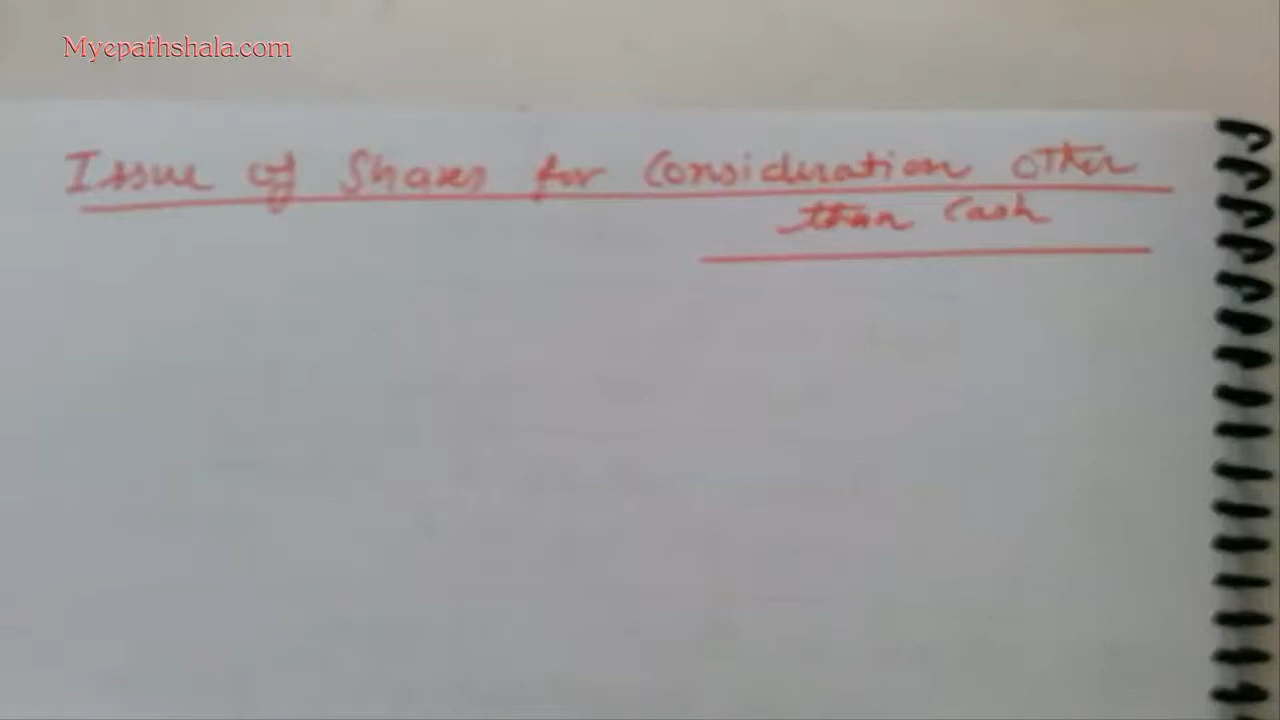 Myepathshala.com
Issue of Shares for Consideration other
than Cash